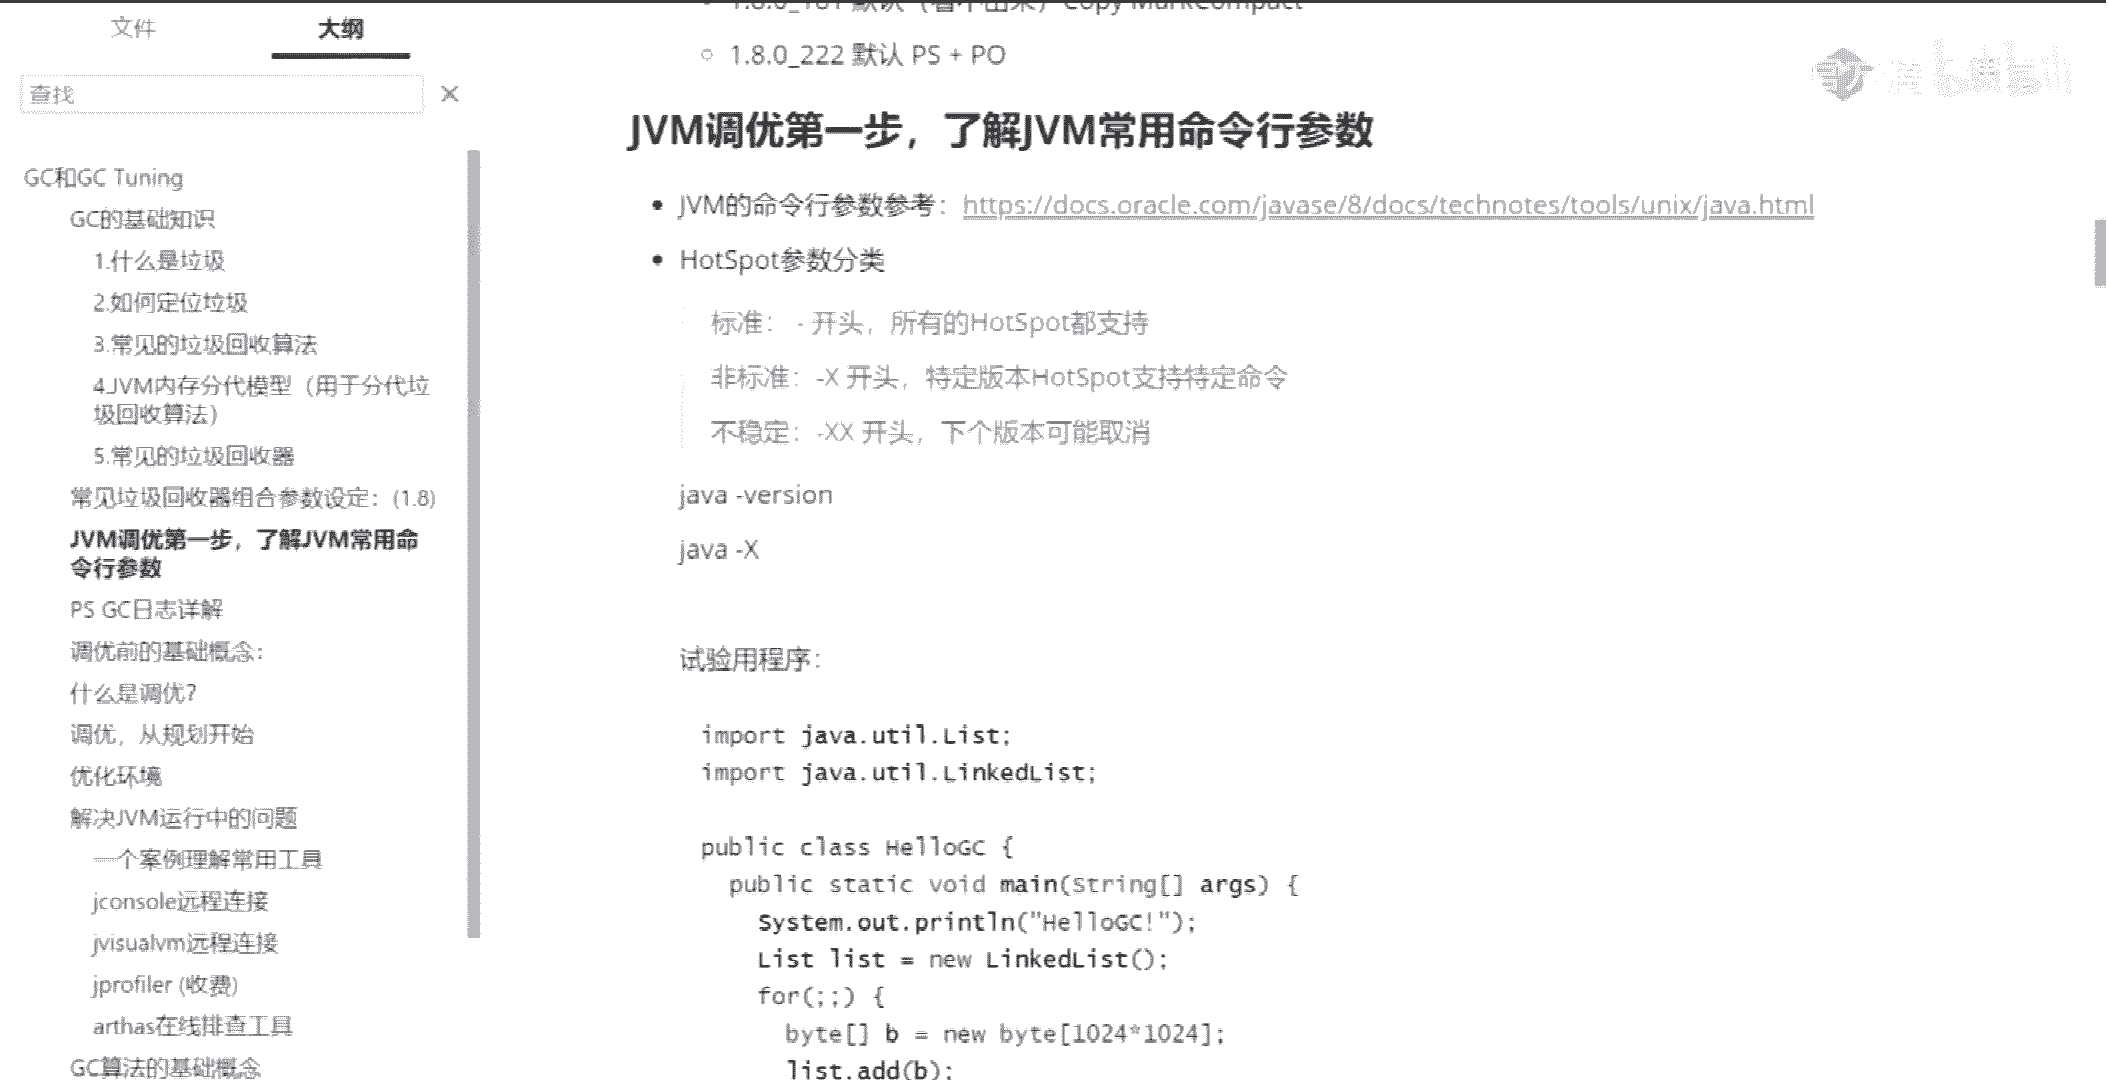 文件
大纲
查找
GC和GC Tuning
GC的基础知识
1.什么是垃圾
2.如何定位垃圾
3.常见的垃圾回收算法
4.JVM内存分代模型（用于分代垃
圾回收算法）
5.常见的垃圾回收器
常见垃圾回收器组合参数设定：(1.8)
JVM调优第一步，了解JVM常用命
令行参数
PS GC日志详解
调优前的基础概念：
什么是调优？
调优，从规划开始
优化环境
解决JVM运行中的问题
一个案例理解常用工具
jconsole远程连接
jvisualvm远程连接
jprofiler (收费)
arthas在线排查工具
GC算法的基础概念
1.8.0_181 默认（看不出来）Copy MarkCompact
1.8.0_222 默认 PS + PO
JVM调优第一步，了解JVM常用命令行参数
JVM的命令行参数参考：https://docs.oracle.com/javase/8/docs/technotes/tools/unix/java.html
HotSpot参数分类
标准： - 开头，所有的HotSpot都支持
非标准：-X 开头，特定版本HotSpot支持特定命令
不稳定：-XX 开头，下个版本可能取消
java -version
java -X
试验用程序：
import java.util.List;
import java.util.LinkedList;
public class HelloGC {
public static void main(String[] args) {
System.out.println("HelloGC!");
List list = new LinkedList();
for(;;) {
byte[] b = new byte[1024*1024];
list.add(b);